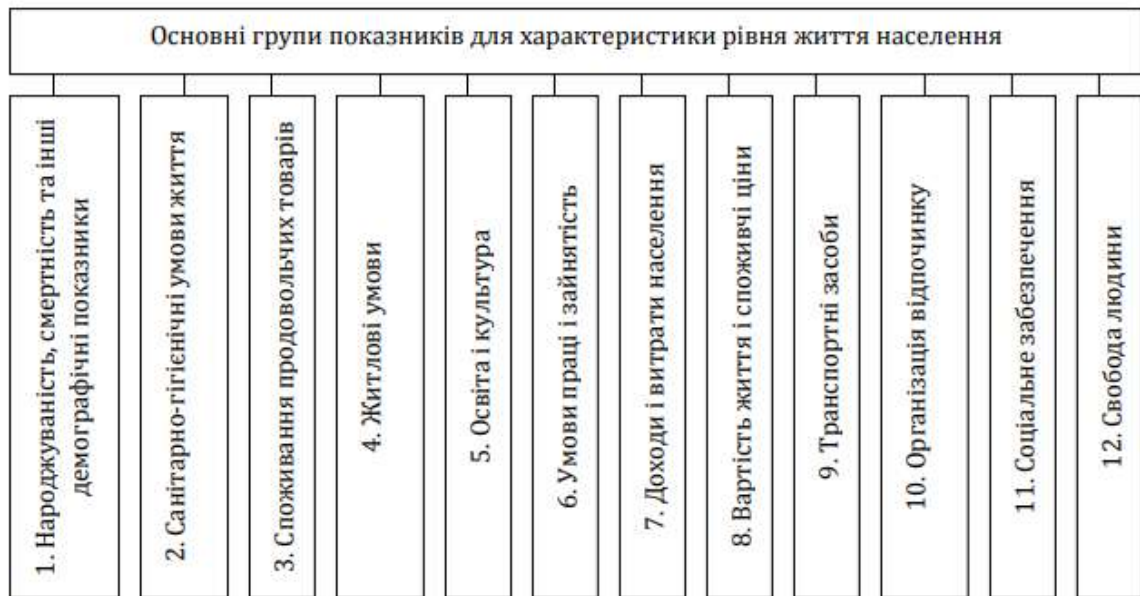 Основні групи показників для характеристики рівня життя населення
1. Народжуваність, смертність та інші
демографічні показники
2. Санітарно-гігієнічні умови життя
3. Споживання продовольчих товарів
4. Житлові умови
5. Освіта і культура
6. Умови праці і зайнятість
7. Доходи і витрати населення
8. Вартість життя і споживчі ціни
9. Транспортні засоби
10. Організація відпочинку
11. Соціальне забезпечення
12. Свобода людини